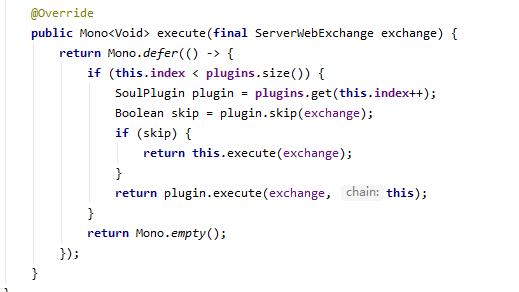 @Override
public Mono<Void> execute(final ServerWebExchange exchange) {
    return Mono.defer(() -> {
        if (this.index < plugins.size()) {
            SoulPlugin plugin = plugins.get(this.index++);
            Boolean skip = plugin.skip(exchange);
            if (skip) {
                return this.execute(exchange);
            }
            return plugin.execute(exchange, chain: this);
        }
        return Mono.empty();
    });
}
}